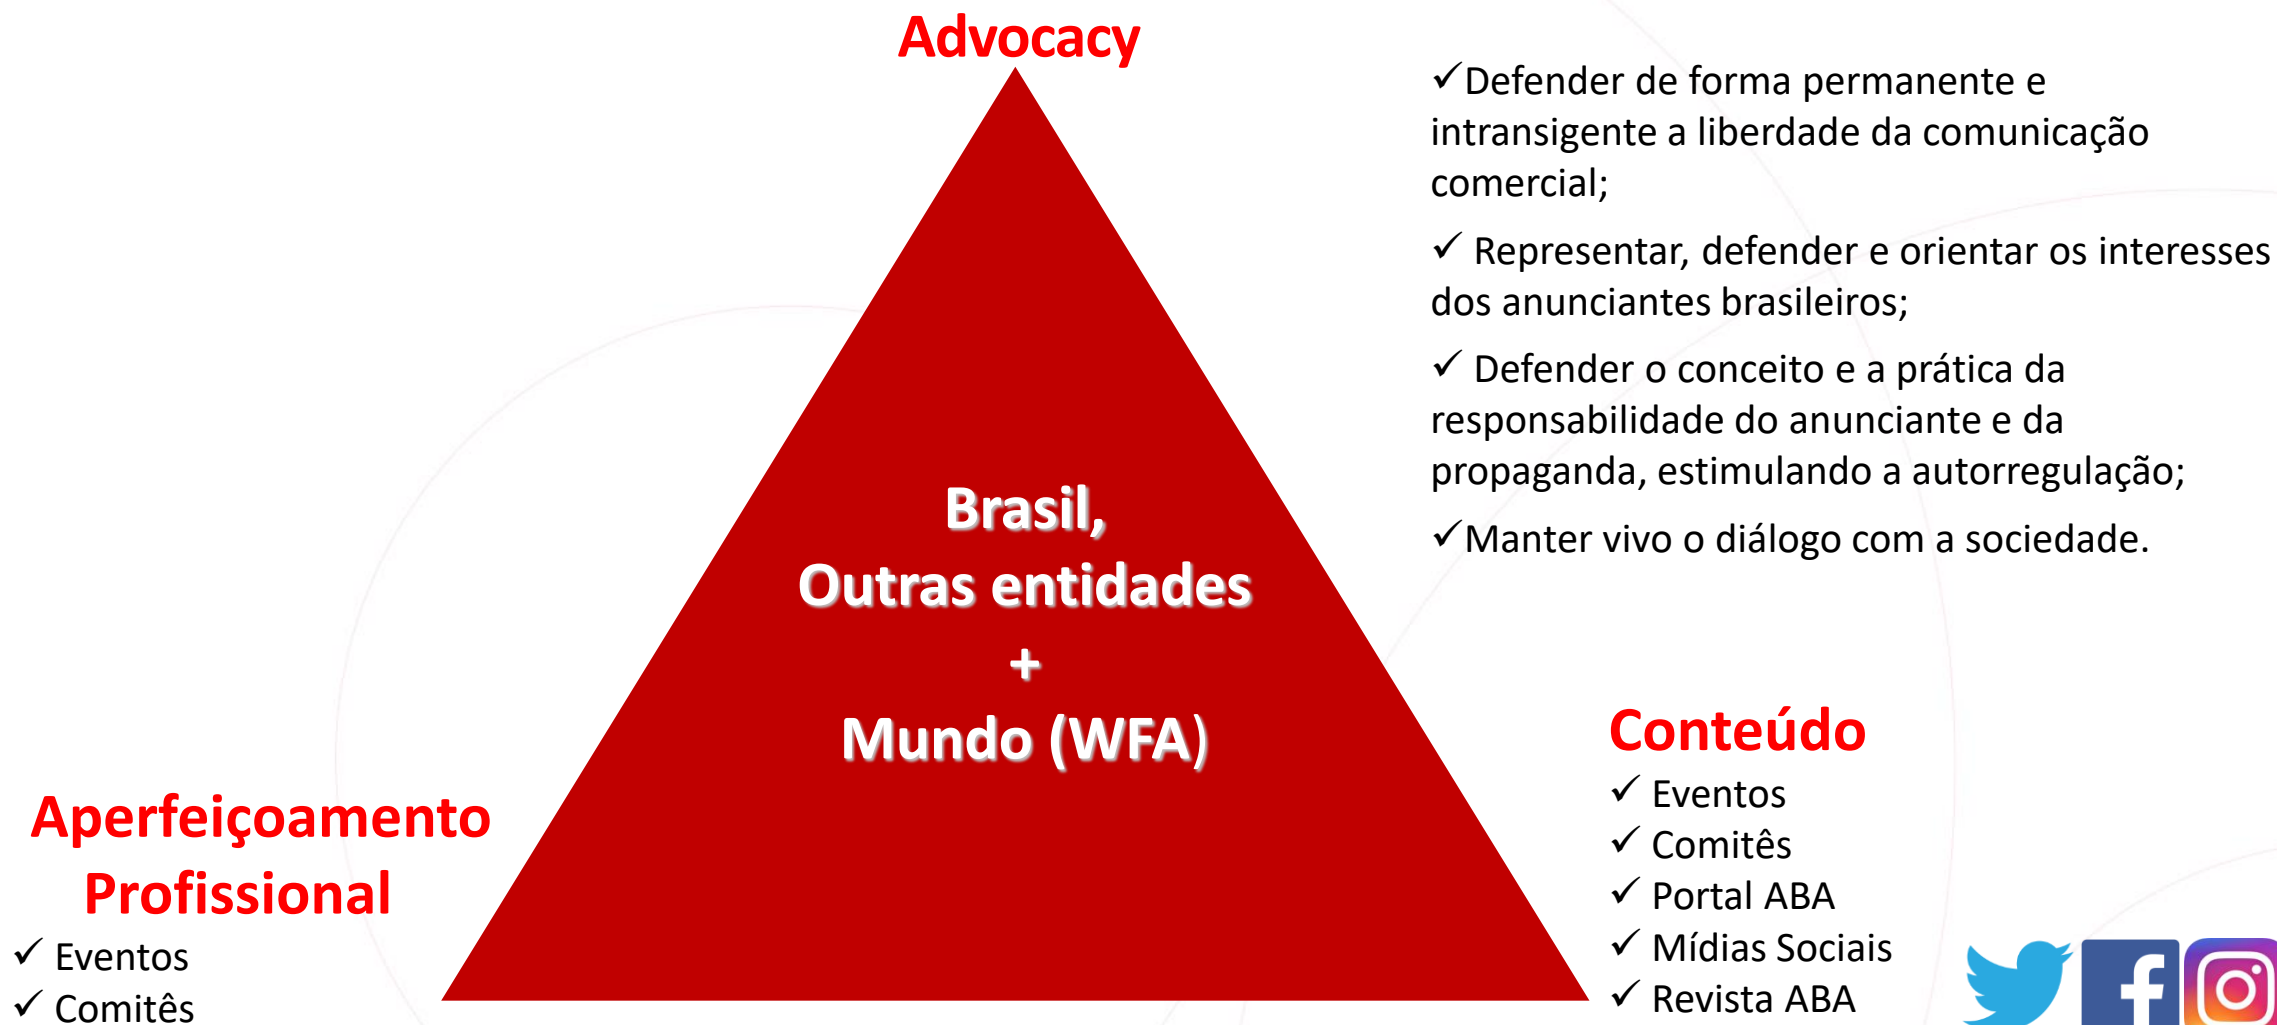 Advocacy
✓Defender de forma permanente e
intransigente a liberdade da comunicação
comercial;
✓ Representar, defender e orientar os interesses
dos anunciantes brasileiros;
✓ Defender o conceito e a prática da
responsabilidade do anunciante e da
propaganda, estimulando a autorregulação;
✓Manter vivo o diálogo com a sociedade.
Brasil,
Outras entidades
+
Mundo (WFA)
Aperfeiçoamento
Profissional
✓ Eventos
✓ Comitês
Conteúdo
✓ Eventos
✓ Comitês
✓ Portal ABA
✓ Mídias Sociais
✓ Revista ABA